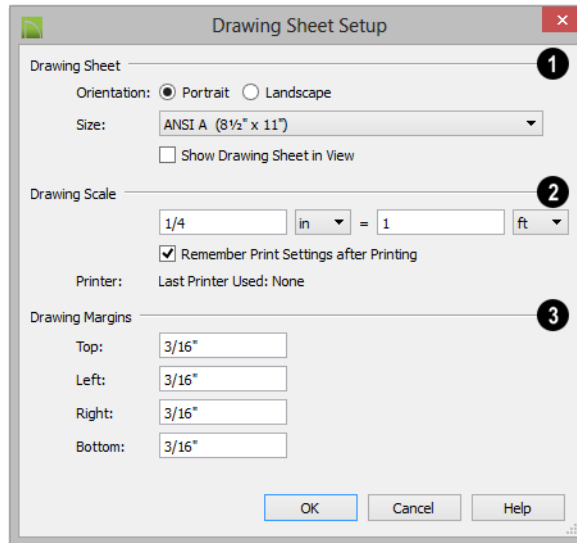 Drawing Sheet Setup
x
Drawing Sheet 1
Orientation: Portrait Landscape
Size: ANSI A (8½" x 11")
Show Drawing Sheet in View
Drawing Scale 2
1/4 in = 1 ft
Remember Print Settings after Printing
Printer: Last Printer Used: None
Drawing Margins 3
Top: 3/16"
Left: 3/16"
Right: 3/16"
Bottom: 3/16"
OK Cancel Help